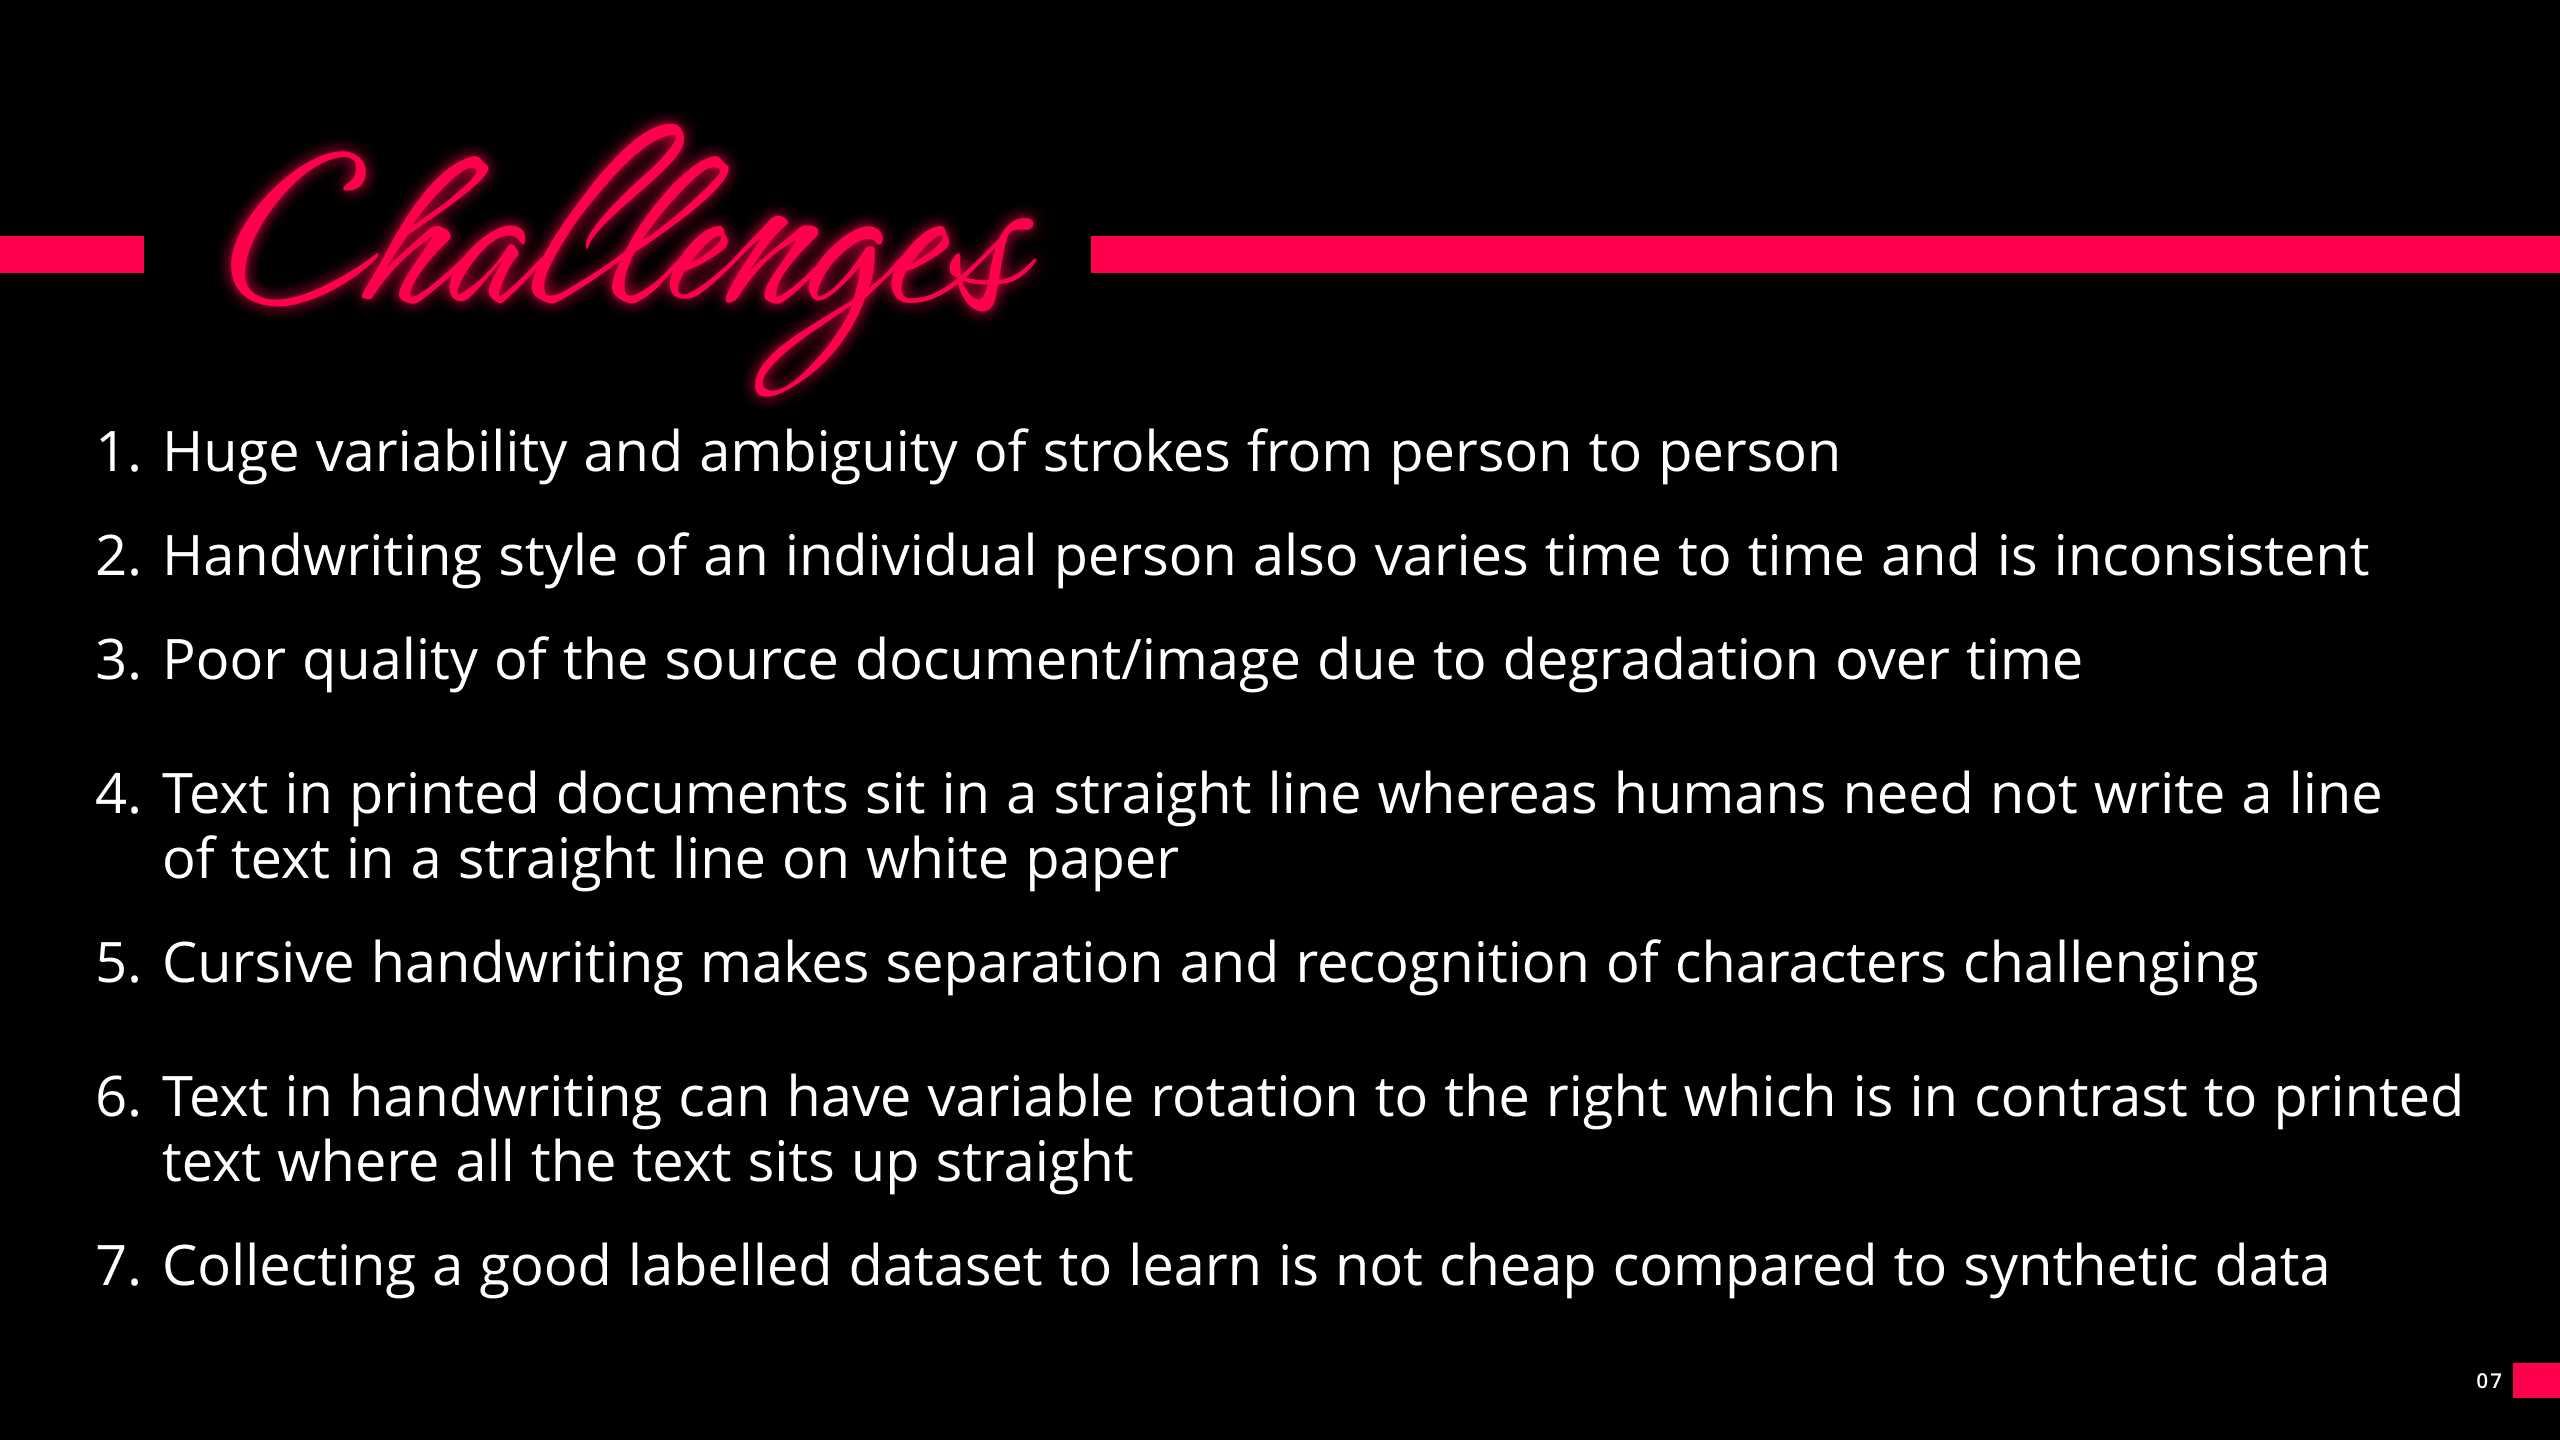 Challenges
1. Huge variability and ambiguity of strokes from person to person
2. Handwriting style of an individual person also varies time to time and is inconsistent
3. Poor quality of the source document/image due to degradation over time
4. Text in printed documents sit in a straight line whereas humans need not write a line
of text in a straight line on white paper
5. Cursive handwriting makes separation and recognition of characters challenging
6. Text in handwriting can have variable rotation to the right which is in contrast to printed
text where all the text sits up straight
7. Collecting a good labelled dataset to learn is not cheap compared to synthetic data
07